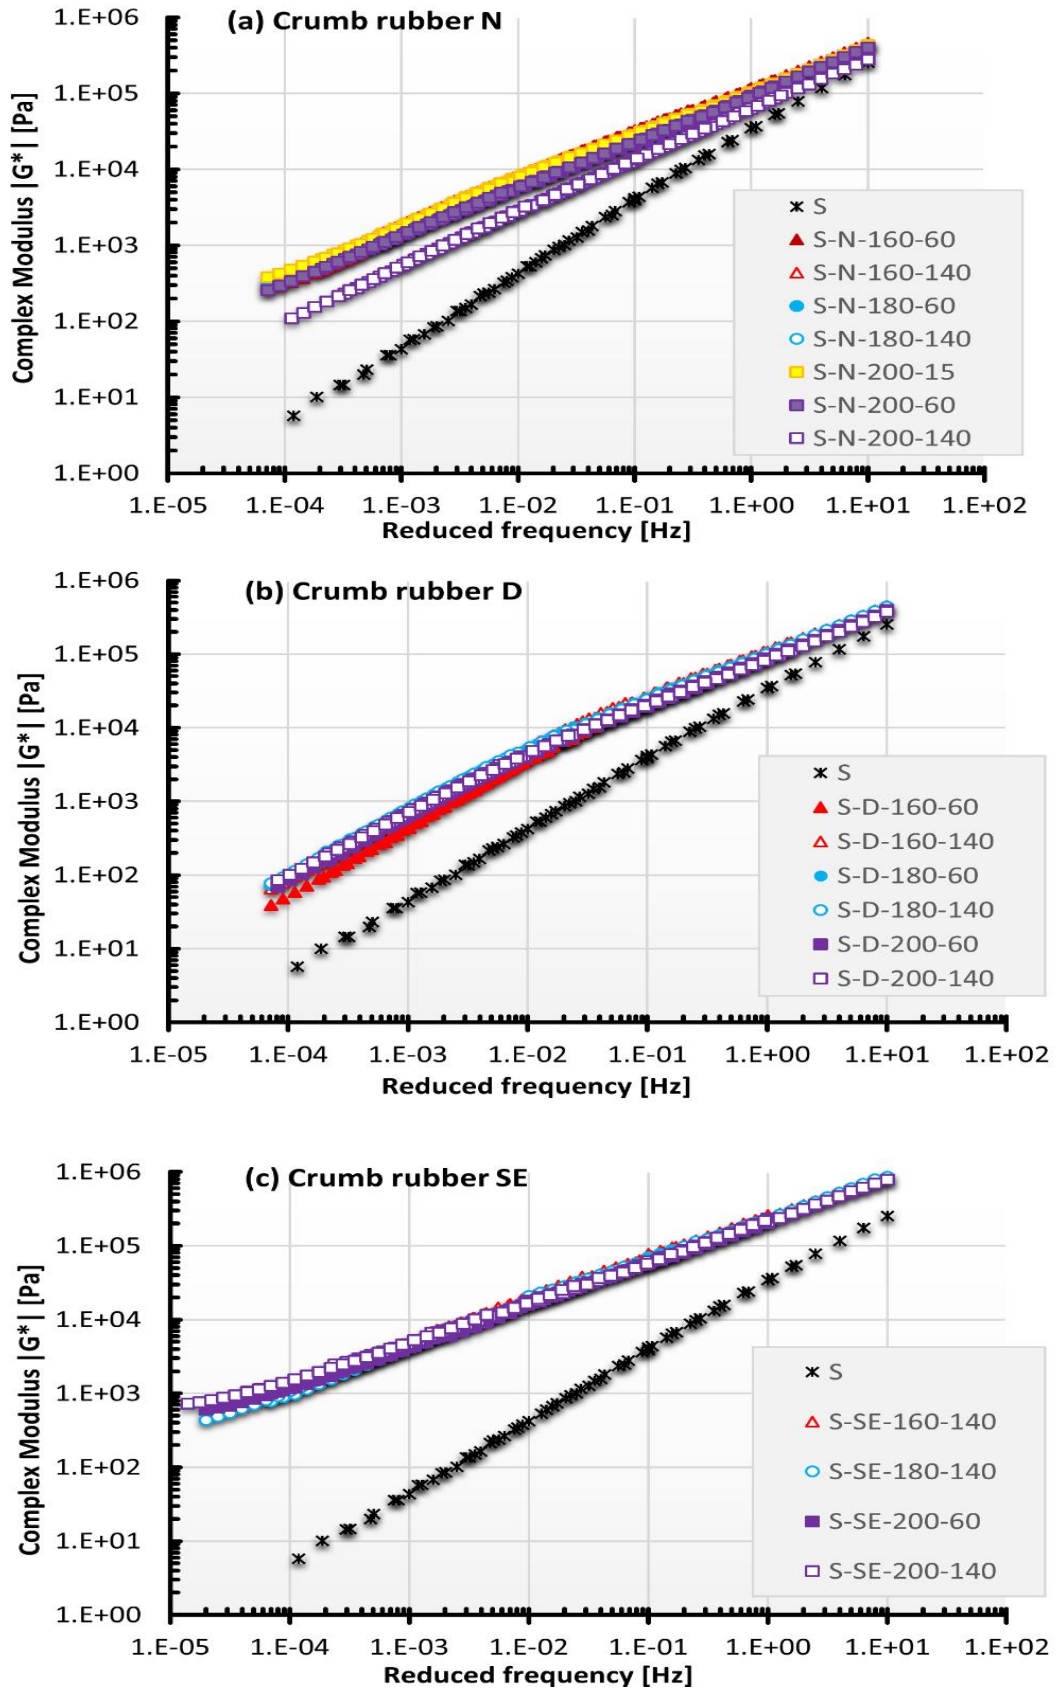 (a) Crumb rubber N
Complex Modulus |G*| [Pa]
1.E+06
1.E+05
1.E+04
1.E+03
1.E+02
1.E+01
1.E+00
S
S-N-160-60
S-N-160-140
S-N-180-60
S-N-180-140
S-N-200-15
S-N-200-60
S-N-200-140
1.E-05 1.E-04 1.E-03 1.E-02 1.E-01 1.E+00 1.E+01 1.E+02
Reduced frequency [Hz]
(b) Crumb rubber D
Complex Modulus |G*| [Pa]
1.E+06
1.E+05
1.E+04
1.E+03
1.E+02
1.E+01
1.E+00
S
S-D-160-60
S-D-160-140
S-D-180-60
S-D-180-140
S-D-200-60
S-D-200-140
1.E-05 1.E-04 1.E-03 1.E-02 1.E-01 1.E+00 1.E+01 1.E+02
Reduced frequency [Hz]
(c) Crumb rubber SE
Complex Modulus |G*| [Pa]
1.E+06
1.E+05
1.E+04
1.E+03
1.E+02
1.E+01
1.E+00
S
S-SE-160-140
S-SE-180-140
S-SE-200-60
S-SE-200-140
1.E-05 1.E-04 1.E-03 1.E-02 1.E-01 1.E+00 1.E+01 1.E+02
Reduced frequency [Hz]